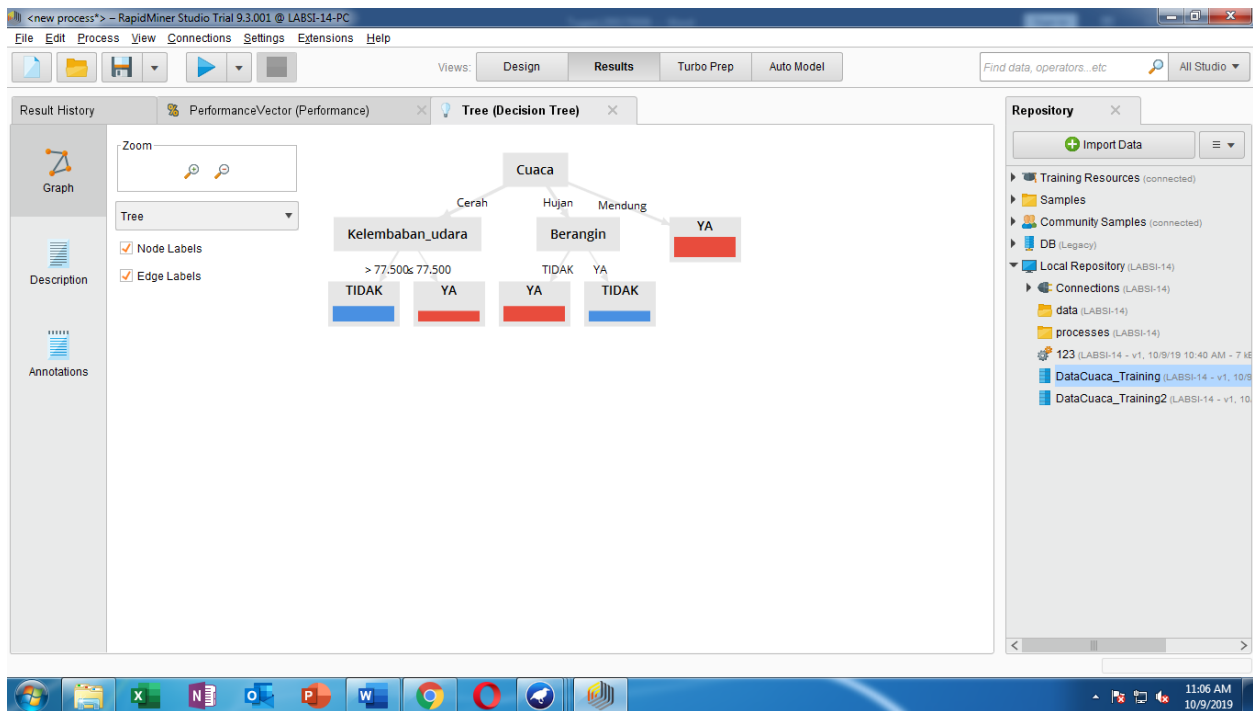 <new process*> – RapidMiner Studio Trial 9.3.001 @ LABSI-14-PC
File Edit Process View Connections Settings Extensions Help
Views: Design Results Turbo Prep Auto Model
Find data, operators...etc
All Studio
Result History
PerformanceVector (Performance)
Tree (Decision Tree)
Repository
Graph
Description
Annotations
Zoom
Tree
Node Labels
Edge Labels
Cuaca
Cerah Hujan Mendung
Kelembaban_udara Berangin YA
> 77.500 ≤ 77.500 TIDAK YA
TIDAK YA YA TIDAK
Import Data
Training Resources (connected)
Samples
Community Samples (connected)
DB (Legacy)
Local Repository (LABSI-14)
Connections (LABSI-14)
data (LABSI-14)
processes (LABSI-14)
123 (LABSI-14 - v1, 10/9/19 10:40 AM - 7 kB
DataCuaca_Training (LABSI-14 - v1, 10/9
DataCuaca_Training2 (LABSI-14 - v1, 10
11:06 AM
10/9/2019